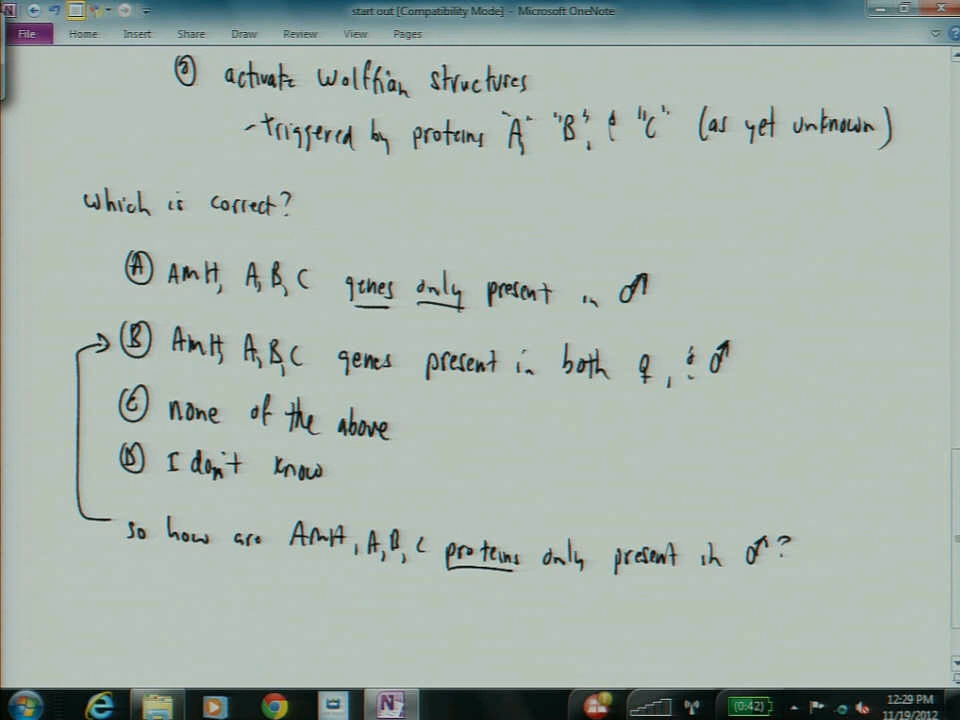 start out [Compatibility Mode] – Microsoft OneNote
File Home Insert Share Draw Review View Pages
② activate Wolffian structures
- triggered by proteins "A," "B", & "C" (as yet unknown)
which is correct?
Ⓐ AMH, A, B, C genes only present in ♂
Ⓑ AMH, A, B, C genes present in both ♀, & ♂
Ⓒ none of the above
Ⓓ I don't know
so how are AMH, A, B, C proteins only present in ♂?
(0:42)
12:29 PM
11/19/2012